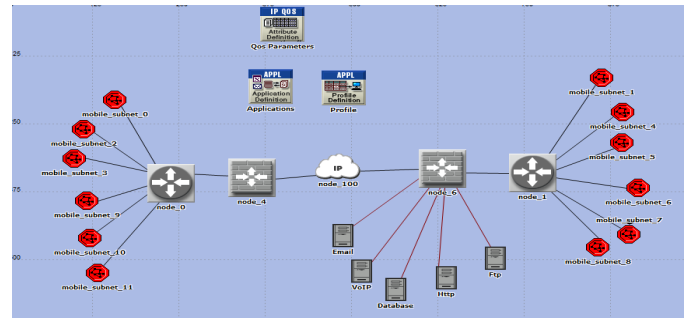 IP QOS
Attribute
Definition
Qos Parameters
APPL
Application
Definition
Applications
APPL
Profile
Definition
Profile
mobile_subnet_0
mobile_subnet_2
mobile_subnet_3
mobile_subnet_9
mobile_subnet_10
mobile_subnet_11
node_0
node_4
IP
node_100
node_6
node_1
mobile_subnet_1
mobile_subnet_4
mobile_subnet_5
mobile_subnet_6
mobile_subnet_7
mobile_subnet_8
Email
VoIP
Database
Http
Ftp